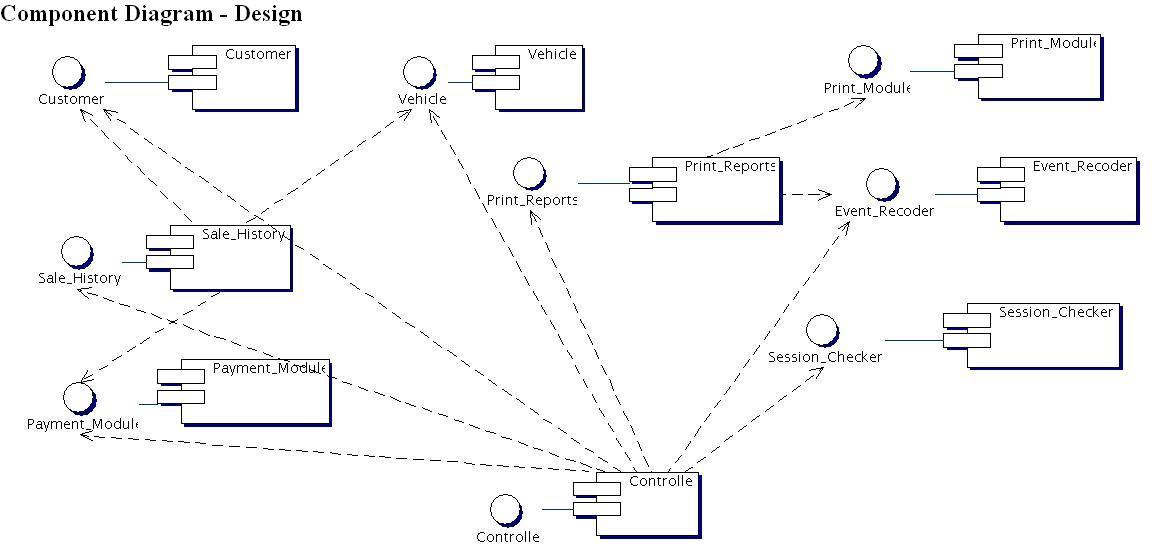 Component Diagram - Design
Customer
Customer
Vehicle
Vehicle
Print_Module
Print_Module
Print_Reports
Print_Reports
Event_Recoder
Event_Recoder
Sale_History
Sale_History
Session_Checker
Session_Checker
Payment_Module
Payment_Module
Controlle
Controlle